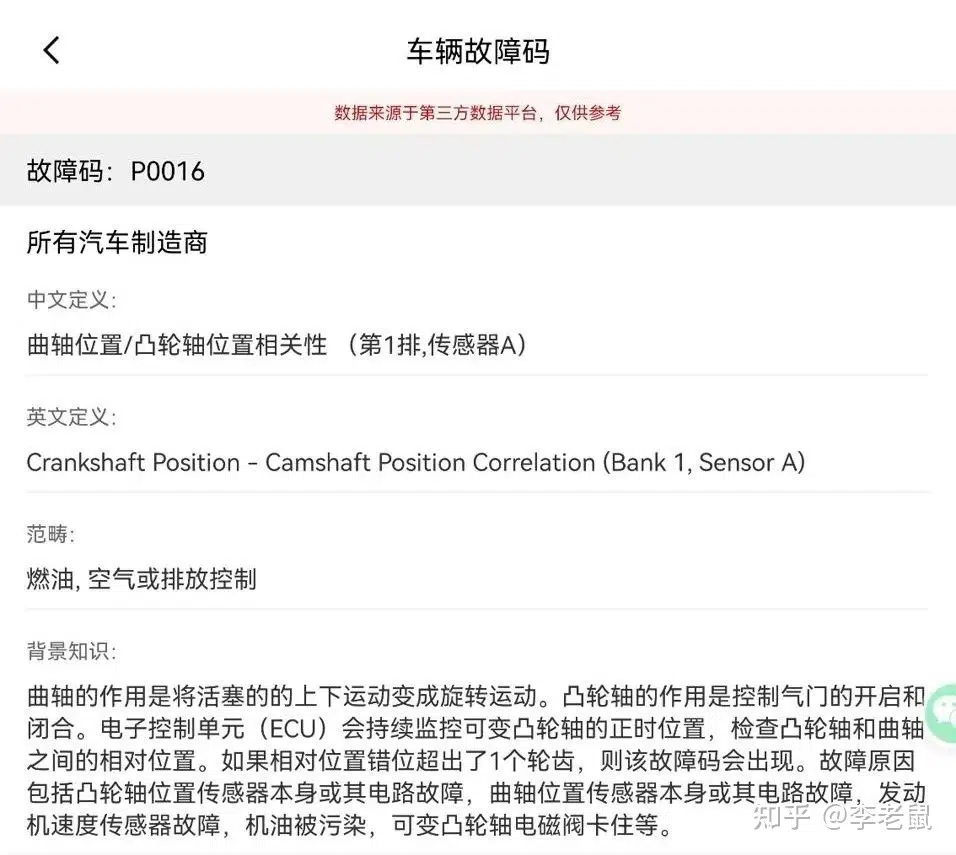 车辆故障码
数据来源于第三方数据平台，仅供参考
故障码：P0016
所有汽车制造商
中文定义：
曲轴位置/凸轮轴位置相关性 （第1排,传感器A）
英文定义：
Crankshaft Position – Camshaft Position Correlation (Bank 1, Sensor A)
范畴：
燃油, 空气或排放控制
背景知识：
曲轴的作用是将活塞的的上下运动变成旋转运动。凸轮轴的作用是控制气门的开启和
闭合。电子控制单元（ECU）会持续监控可变凸轮轴的正时位置，检查凸轮轴和曲轴
之间的相对位置。如果相对位置错位超出了1个轮齿，则该故障码会出现。故障原因
包括凸轮轴位置传感器本身或其电路故障，曲轴位置传感器本身或其电路故障，发动
机速度传感器故障，机油被污染，可变凸轮轴电磁阀卡住等。
知乎 @李老鼠